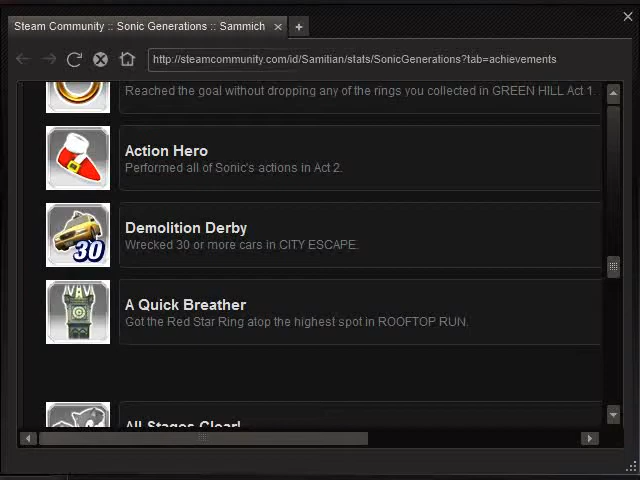 Steam Community :: Sonic Generations :: Sammich
http://steamcommunity.com/id/Samitian/stats/SonicGenerations?tab=achievements
Reached the goal without dropping any of the rings you collected in GREEN HILL Act 1.
Action Hero
Performed all of Sonic's actions in Act 2.
Demolition Derby
Wrecked 30 or more cars in CITY ESCAPE.
30
A Quick Breather
Got the Red Star Ring atop the highest spot in ROOFTOP RUN.
All Stages Clear!